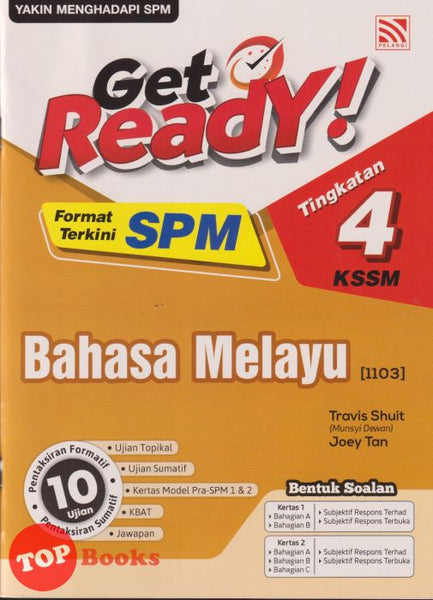 YAKIN MENGHADAPI SPM
PELANGI
Get
Ready!
Format
Terkini
SPM
Tingkatan
4
KSSM
Bahasa Melayu [1103]
Travis Shuit
(Munsyi Dewan)
Joey Tan
Pentaksiran Formatif
10
Ujian
Pentaksiran Sumatif
• Ujian Topikal
• Ujian Sumatif
• Kertas Model Pra-SPM 1 & 2
• KBAT
• Jawapan
Bentuk Soalan
Kertas 1
• Bahagian A
• Bahagian B
• Subjektif Respons Terhad
• Subjektif Respons Terbuka
Kertas 2
• Bahagian A
• Bahagian B
• Bahagian C
• Subjektif Respons Terhad
• Subjektif Respons Terbuka
TOP Books